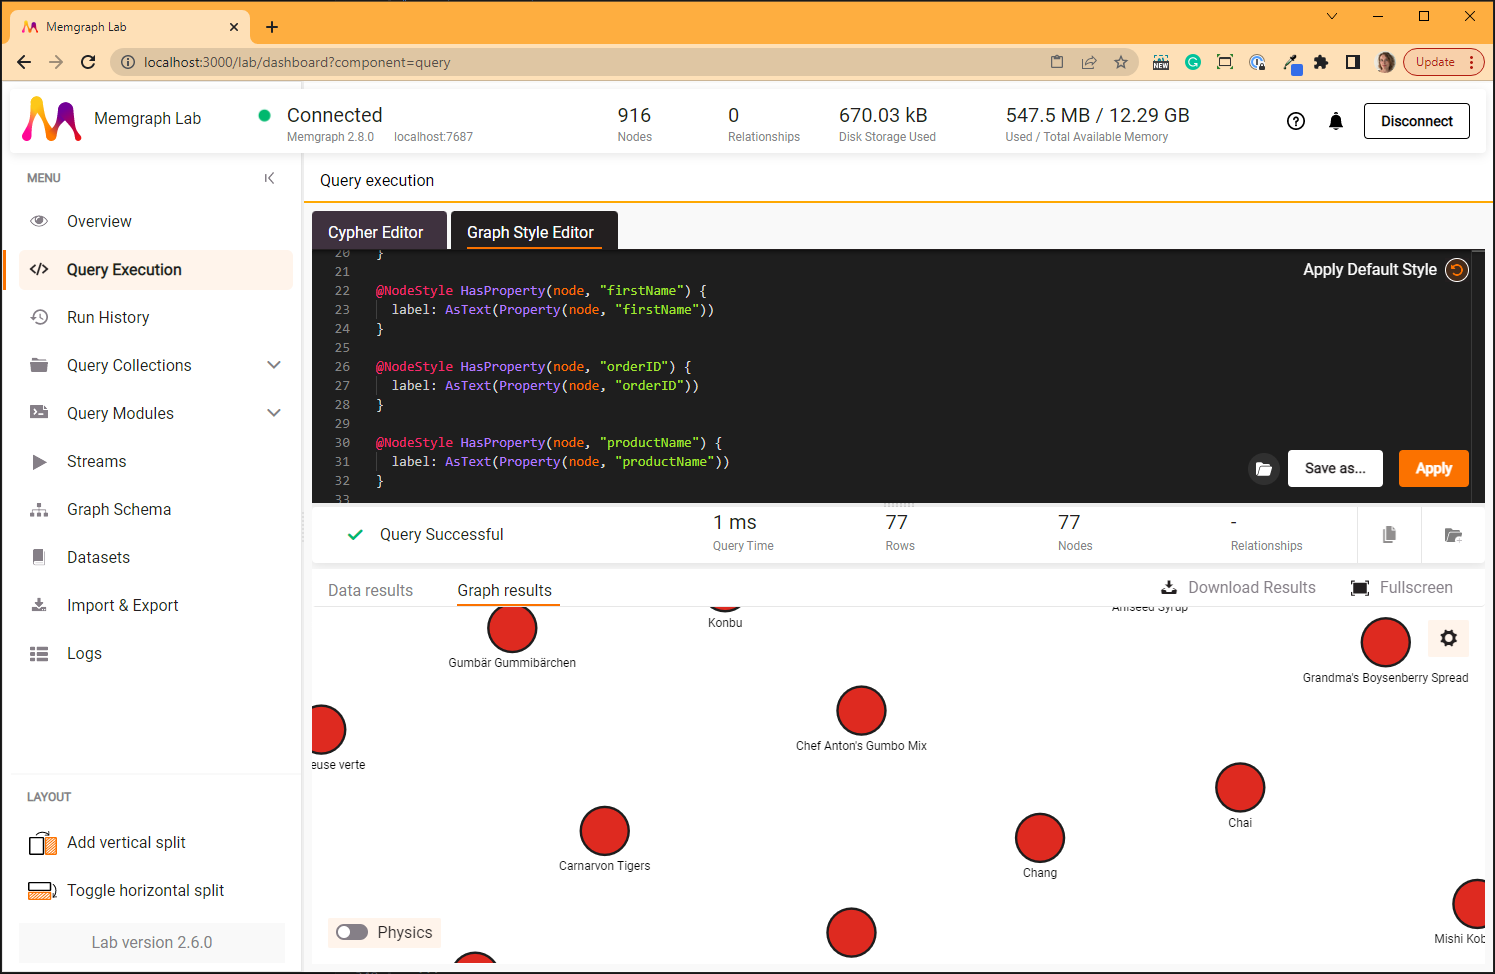 Memgraph Lab
localhost:3000/lab/dashboard?component=query
NEW
Update
Memgraph Lab
Connected
Memgraph 2.8.0 localhost:7687
916
Nodes
0
Relationships
670.03 kB
Disk Storage Used
547.5 MB / 12.29 GB
Used / Total Available Memory
Disconnect
MENU
Overview
Query Execution
Run History
Query Collections
Query Modules
Streams
Graph Schema
Datasets
Import & Export
Logs
LAYOUT
Add vertical split
Toggle horizontal split
Lab version 2.6.0
Query execution
Cypher Editor
Graph Style Editor
Apply Default Style
20 }
21
22 @NodeStyle HasProperty(node, "firstName") {
23 label: AsText(Property(node, "firstName"))
24 }
25
26 @NodeStyle HasProperty(node, "orderID") {
27 label: AsText(Property(node, "orderID"))
28 }
29
30 @NodeStyle HasProperty(node, "productName") {
31 label: AsText(Property(node, "productName"))
32 }
33
Save as...
Apply
Query Successful
1 ms
Query Time
77
Rows
77
Nodes
-
Relationships
Data results
Graph results
Download Results
Fullscreen
Aniseed Syrup
Konbu
Gumbär Gummibärchen
Grandma's Boysenberry Spread
Chef Anton's Gumbo Mix
euse verte
Chai
Carnarvon Tigers
Chang
Mishi Kob
Physics